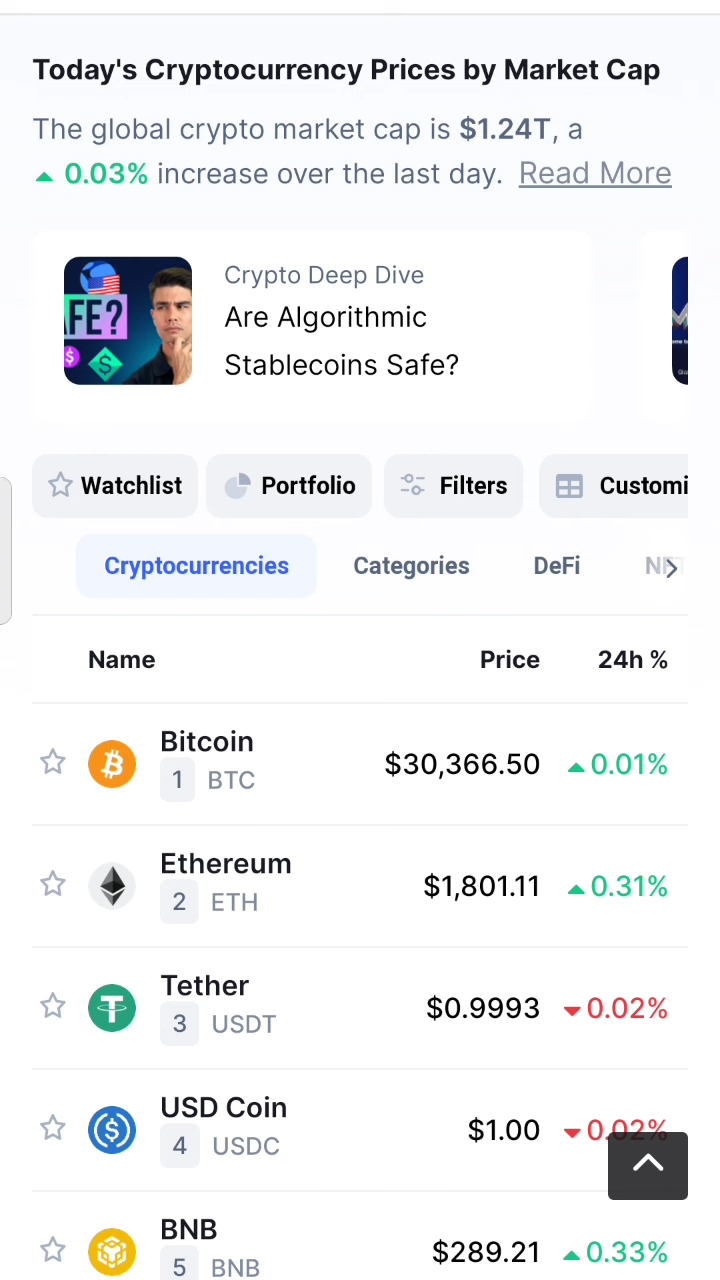 Today's Cryptocurrency Prices by Market Cap
The global crypto market cap is $1.24T, a
0.03% increase over the last day. Read More
Crypto Deep Dive
Are Algorithmic
Stablecoins Safe?
AFE?
Watchlist
Portfolio
Filters
Customi
Cryptocurrencies
Categories
DeFi
NFT
Name Price 24h %
Bitcoin
1 BTC
$30,366.50 0.01%
Ethereum
2 ETH
$1,801.11 0.31%
Tether
3 USDT
$0.9993 0.02%
USD Coin
4 USDC
$1.00 0.02%
BNB
5 BNB
$289.21 0.33%